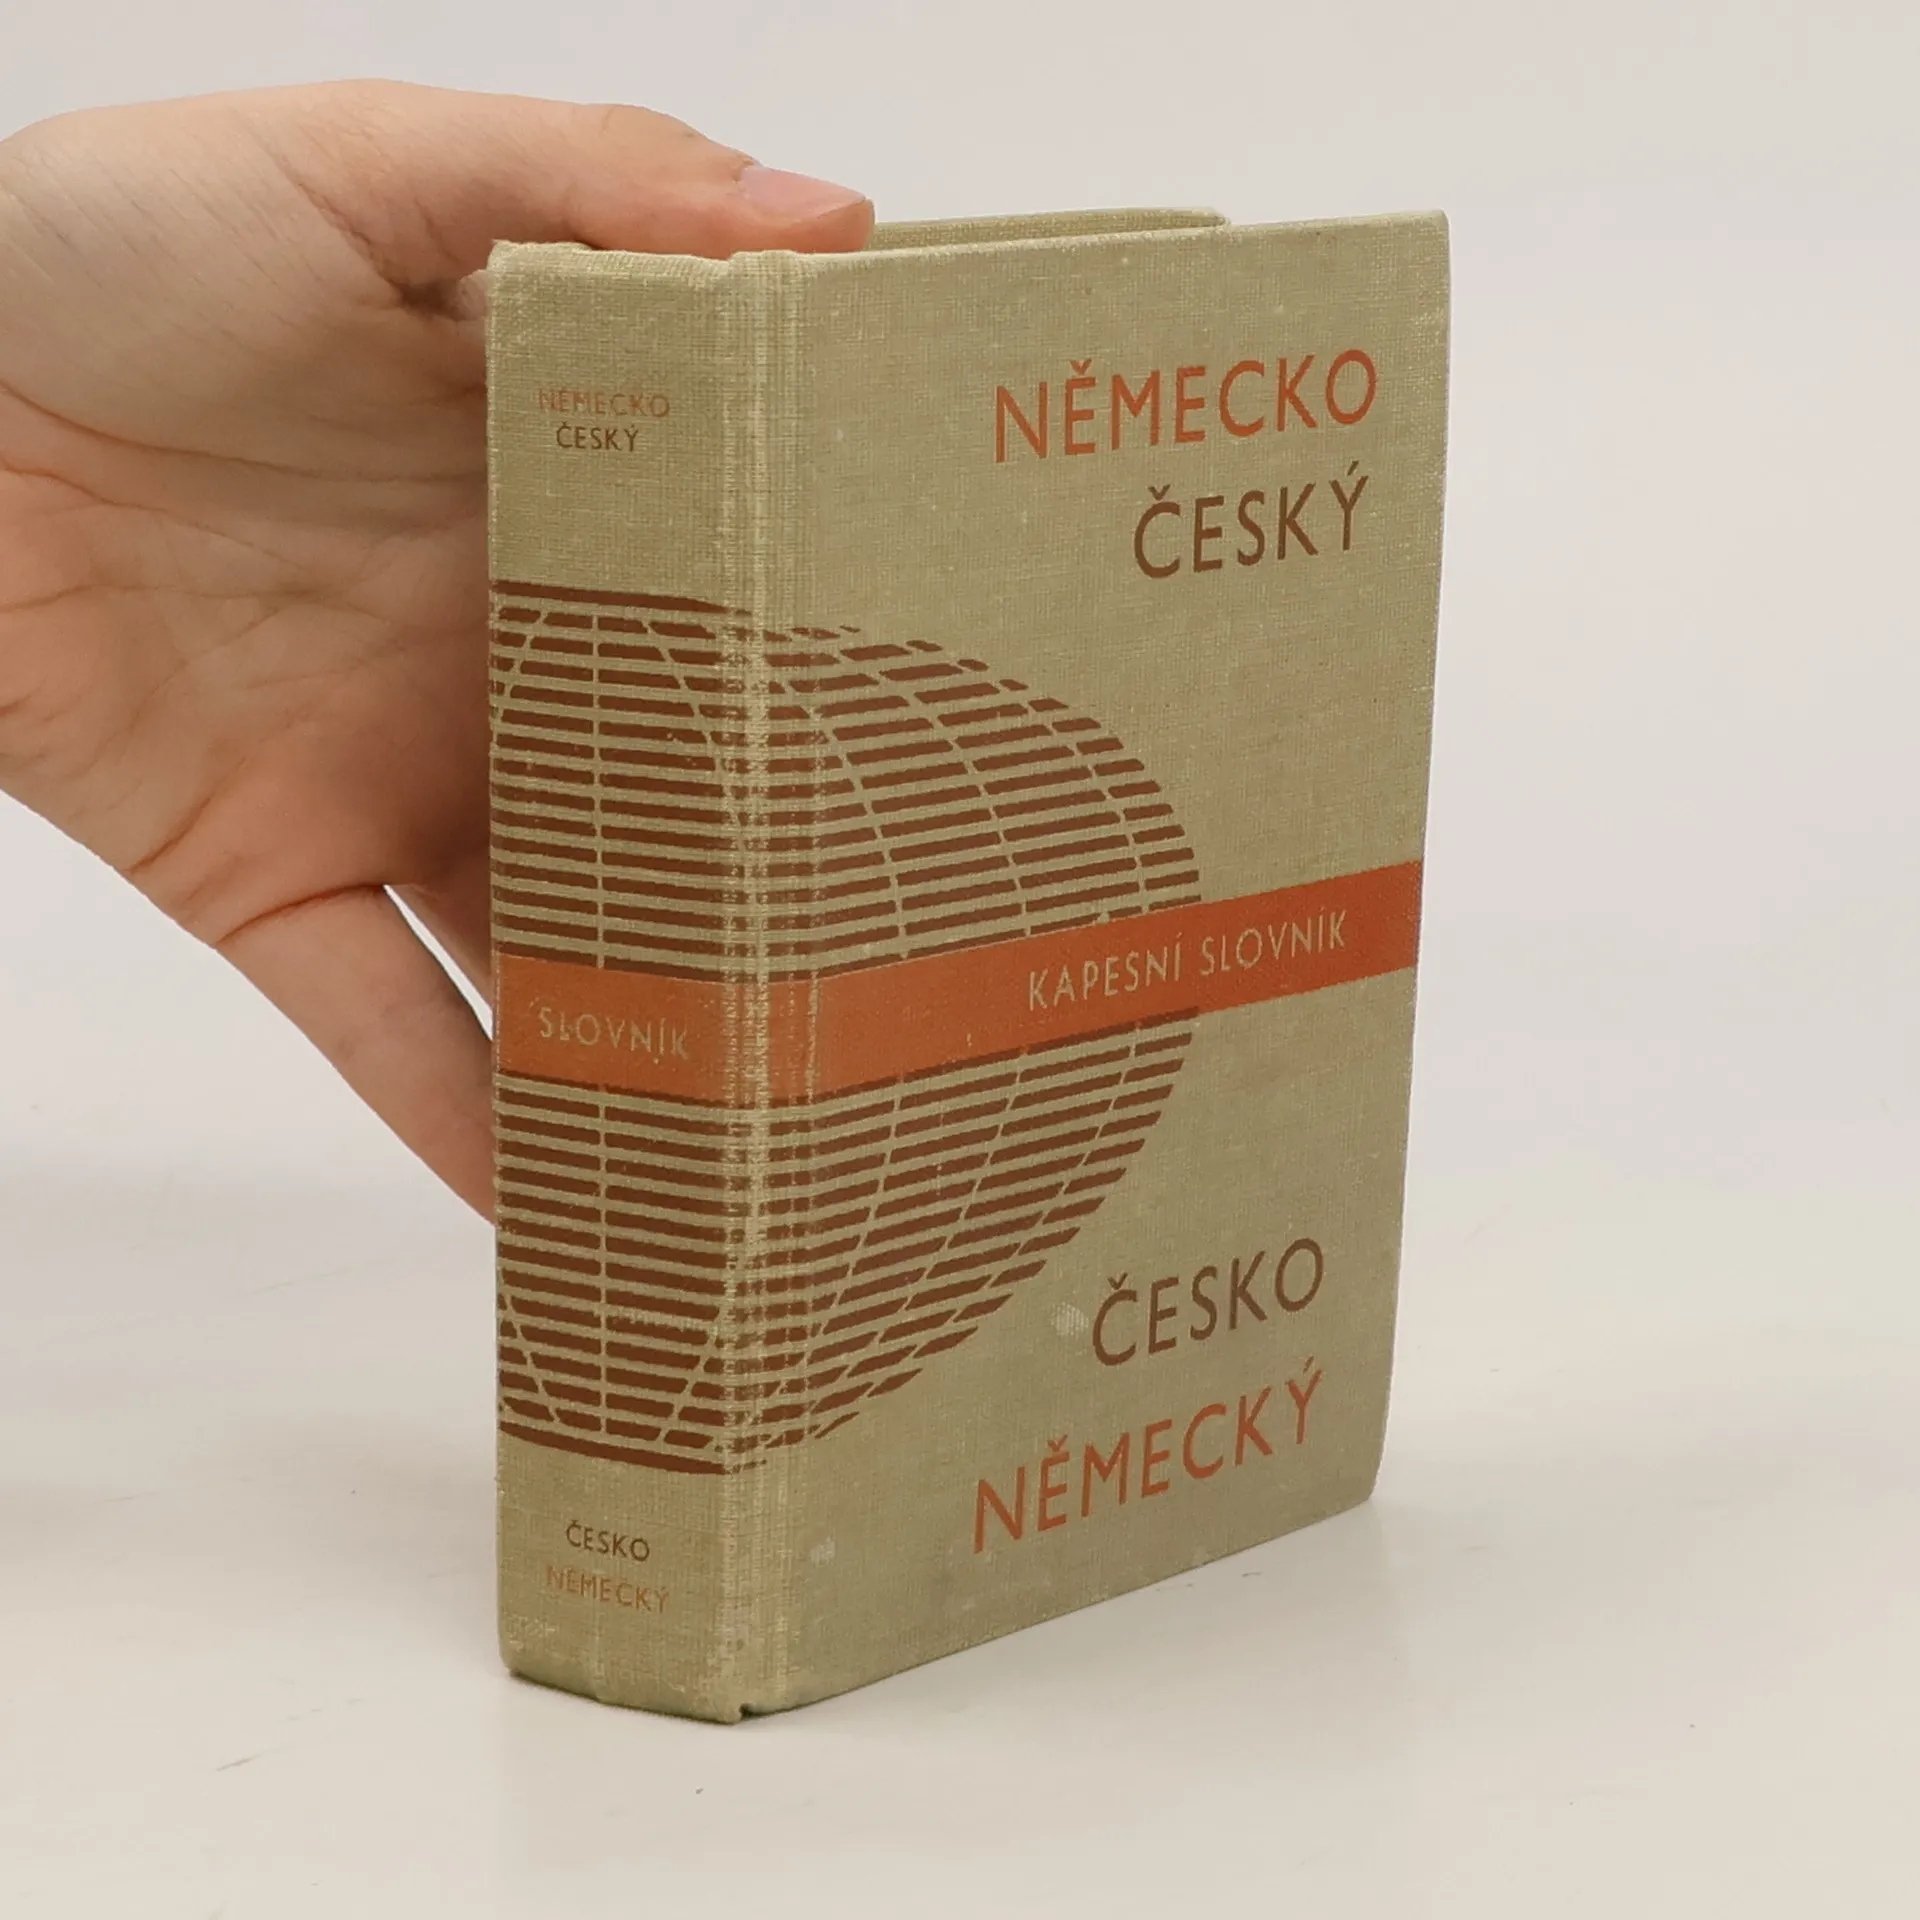 NĚMECKO
ČESKÝ
SLOVNÍK
ČESKO
NĚMECKÝ
NĚMECKO
ČESKÝ
KAPESNÍ SLOVNÍK
ČESKO
NĚMECKÝ